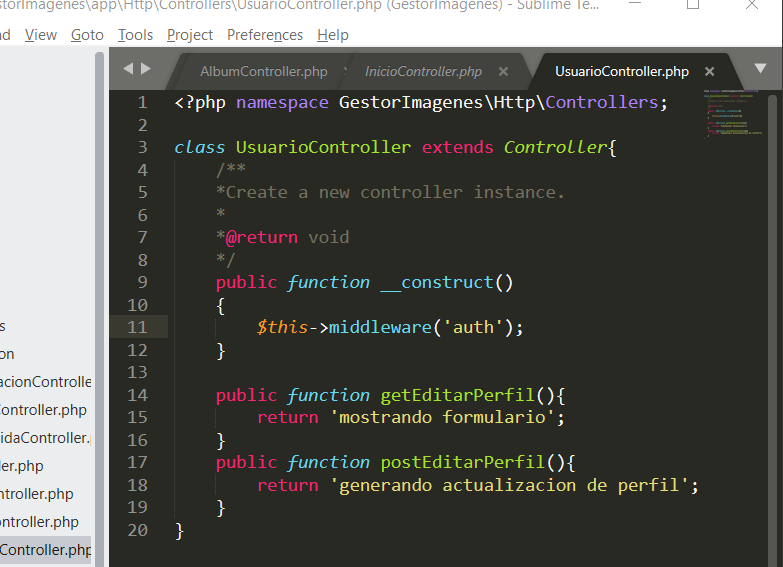 storImagenes\app\Http\Controllers\UsuarioController.php (GestorImagenes) - Sublime Te...
nd View Goto Tools Project Preferences Help
AlbumController.php InicioController.php × UsuarioController.php ×
1 <?php namespace GestorImagenes\Http\Controllers;
2
3 class UsuarioController extends Controller{
4 /**
5 *Create a new controller instance.
6 *
7 *@return void
8 */
9 public function __construct()
10 {
11 $this->middleware('auth');
12 }
13
14 public function getEditarPerfil(){
15 return 'mostrando formulario';
16 }
17 public function postEditarPerfil(){
18 return 'generando actualizacion de perfil';
19 }
20 }
s
on
acionControlle
Controller.php
vidaController.
ler.php
ntroller.php
ontroller.php
Controller.php